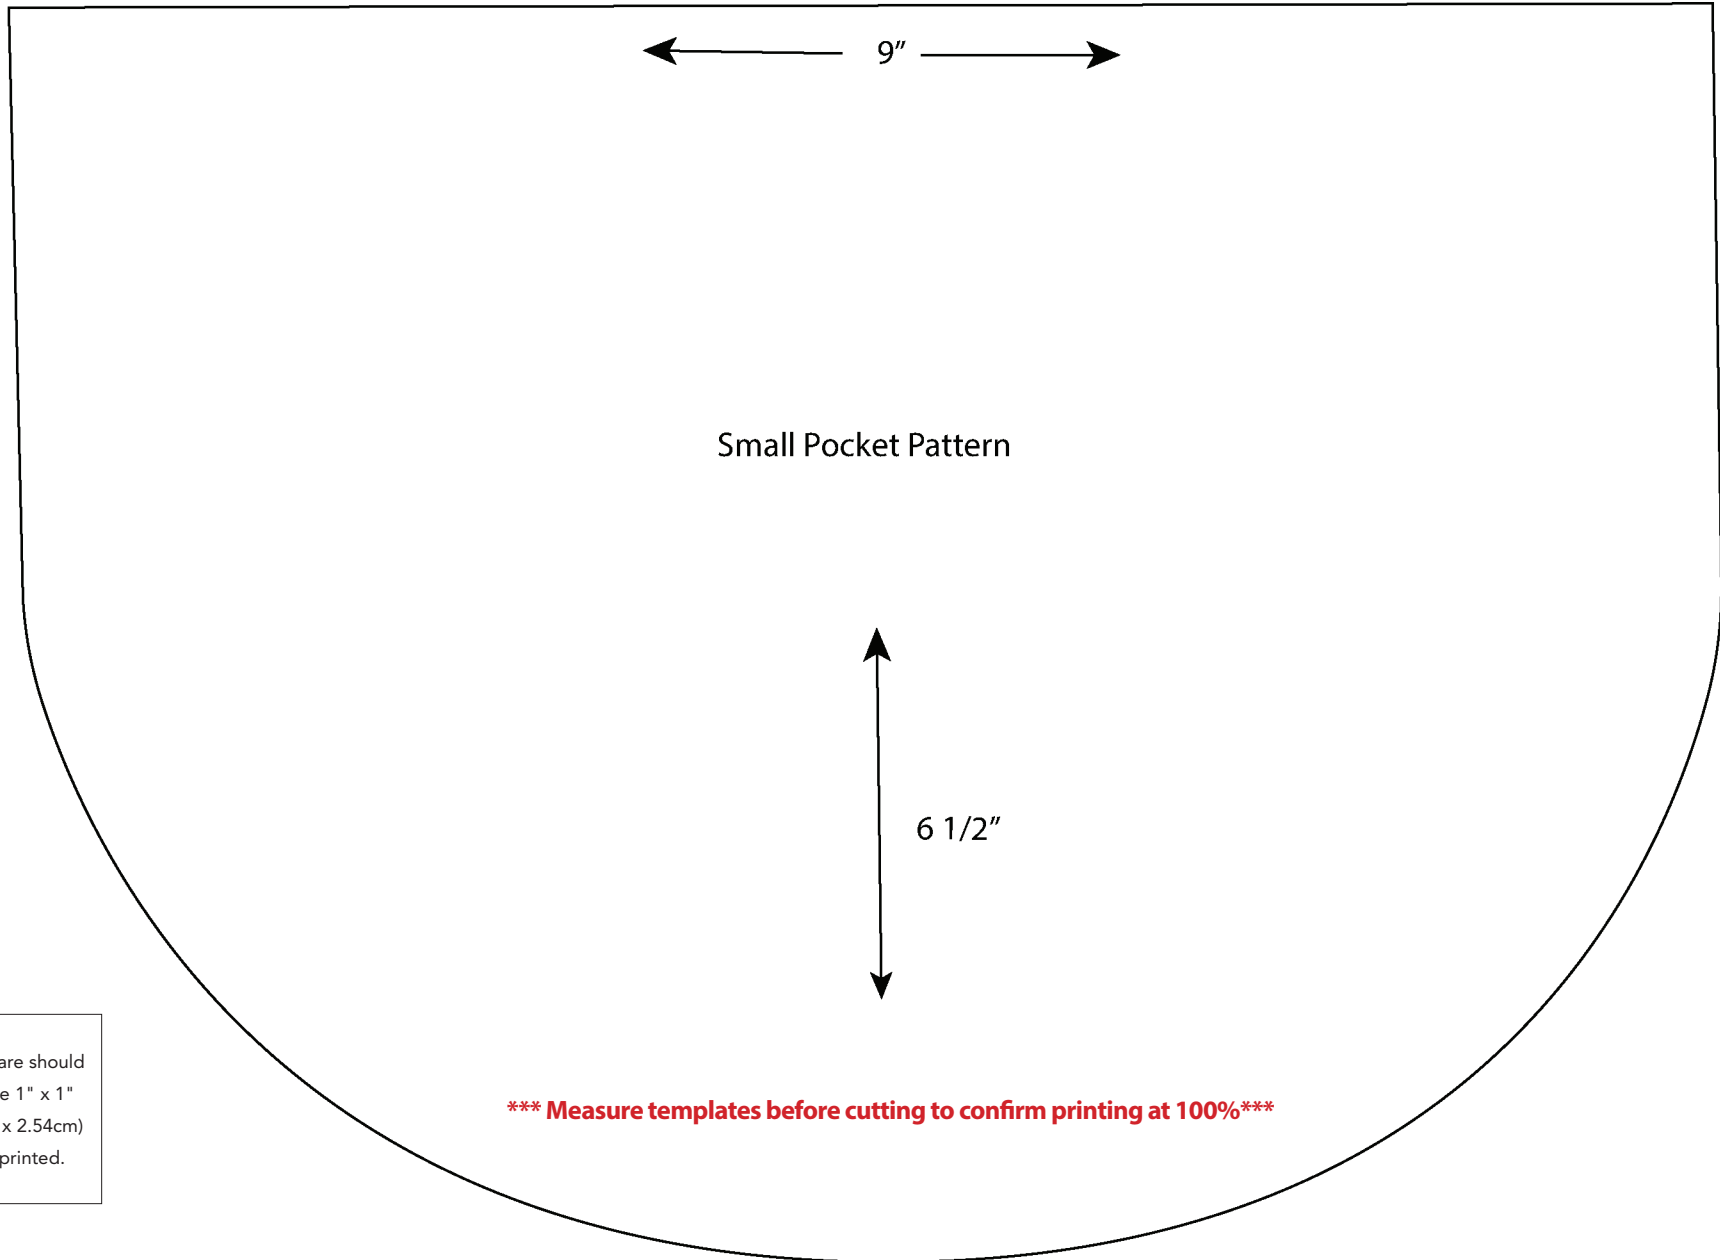 9”
Small Pocket Pattern
6 1/2”
should
1" x 1"
x 2.54cm)
printed.
*** Measure templates before cutting to confirm printing at 100%***